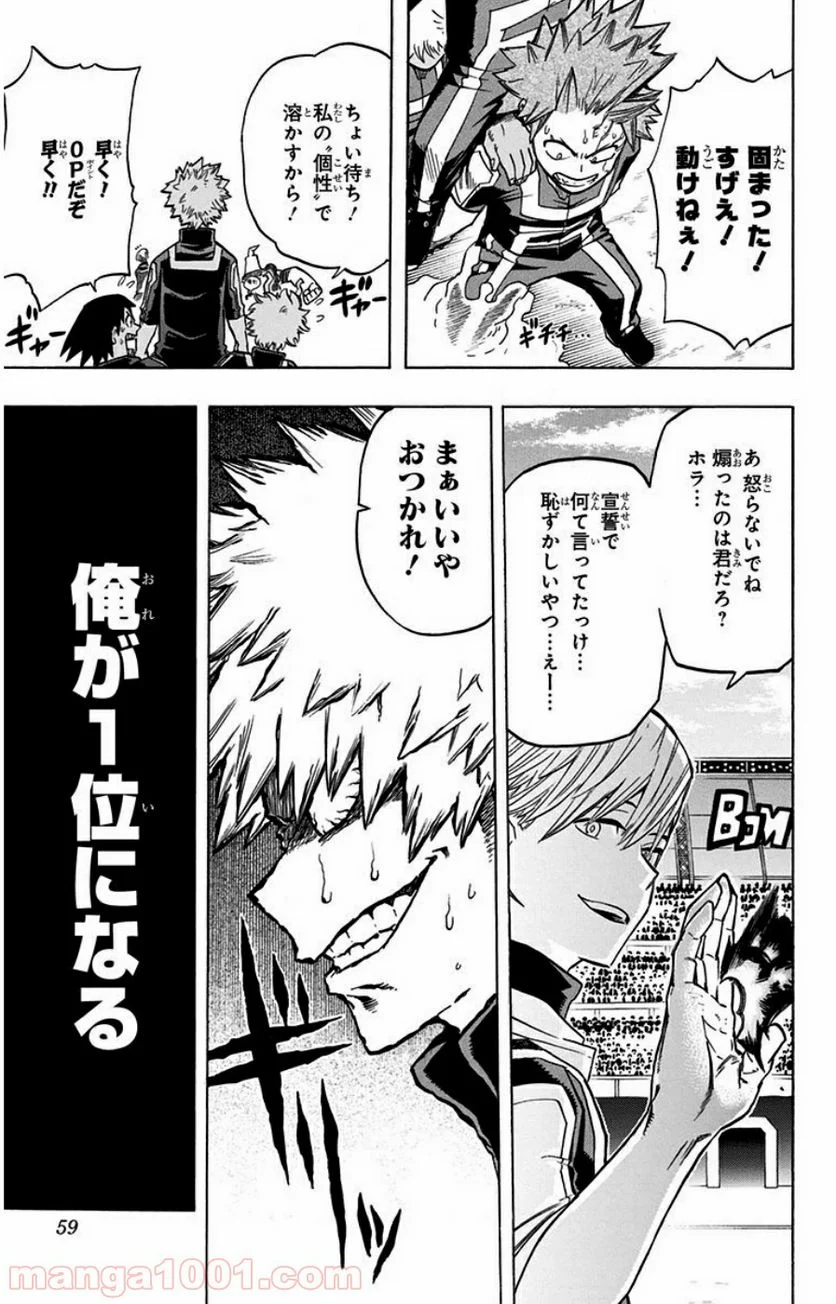 固まった！
すげえ！
動けねぇ！
ギチチ…
ちょい待ち！
私の"個性"で
溶かすから！
早く！
0Pだぞ
早く!!
ギャー
ギャー
あ 怒らないでね
煽ったのは君だろ？
ホラ…
宣誓で
何て言ってたっけ…
恥ずかしいやつ…えー…
BOM
まぁいいや
おつかれ！
俺が1位になる
59
manga1001.com